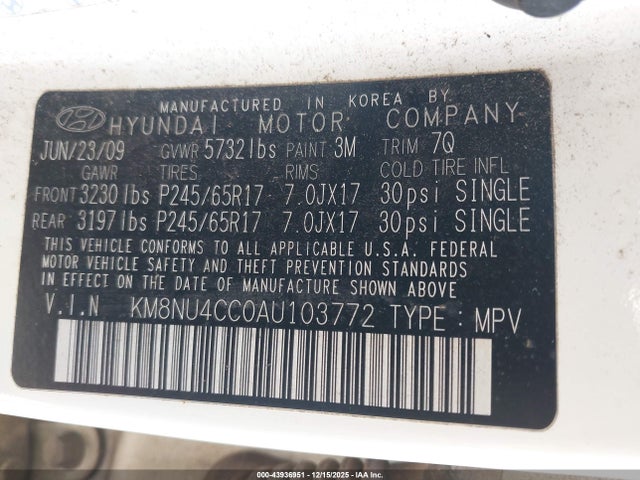 MANUFACTURED IN KOREA BY
HYUNDAI MOTOR COMPANY
JUN/23/09 GVWR 5732lbs PAINT 3M TRIM 7Q
GAWR TIRES RIMS COLD TIRE INFL
FRONT 3230lbs P245/65R17 7.0JX17 30psi SINGLE
REAR 3197lbs P245/65R17 7.0JX17 30psi SINGLE
THIS VEHICLE CONFORMS TO ALL APPLICABLE U.S.A. FEDERAL
MOTOR VEHICLE SAFETY AND THEFT PREVENTION STANDARDS
IN EFFECT ON THE DATE OF MANUFACTURE SHOWN ABOVE.
V.I.N KM8NU4CC0AU103772 TYPE : MPV
000-43936951 - 12/15/2025 - IAA Inc.